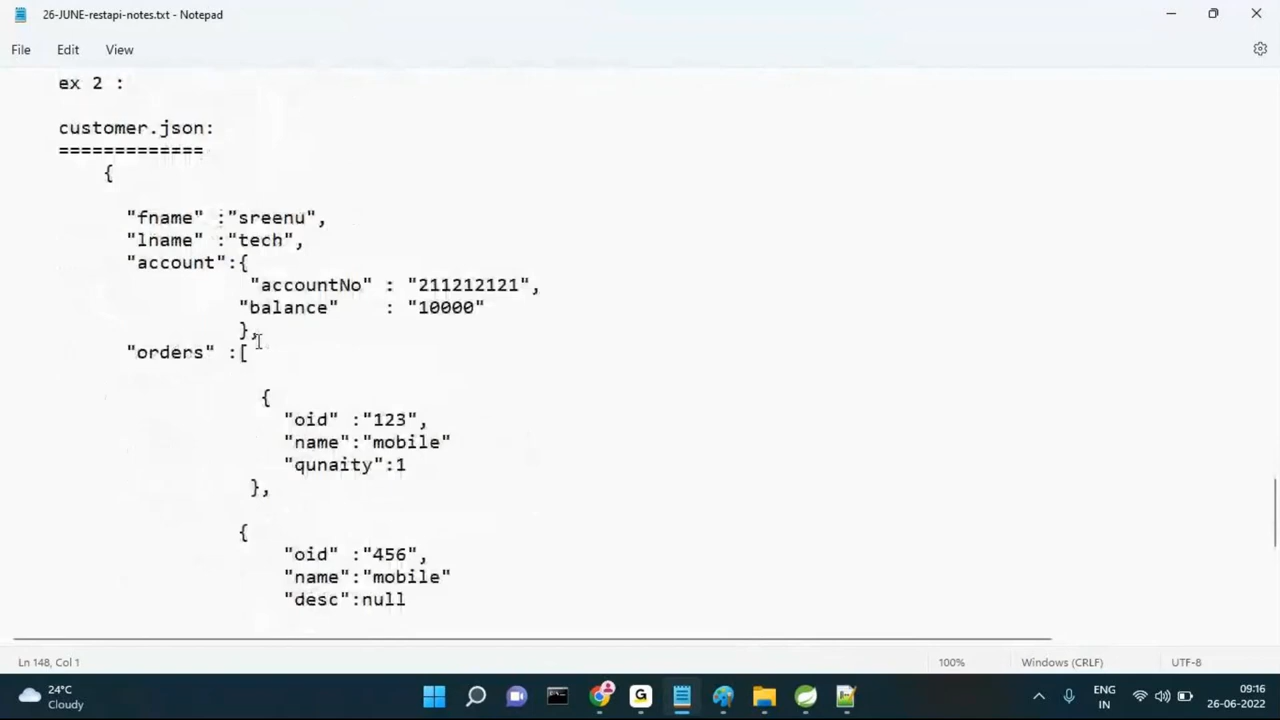 26-JUNE-restapi-notes.txt - Notepad
File Edit View
ex 2 :
customer.json:
=============
{
"fname" :"sreenu",
"lname" :"tech",
"account":{
"accountNo" : "211212121",
"balance" : "10000"
},
"orders" :[
{
"oid" :"123",
"name":"mobile"
"qunaity":1
},
{
"oid" :"456",
"name":"mobile"
"desc":null
Ln 148, Col 1 100% Windows (CRLF) UTF-8
24°C
Cloudy
ENG
IN
09:16
26-06-2022